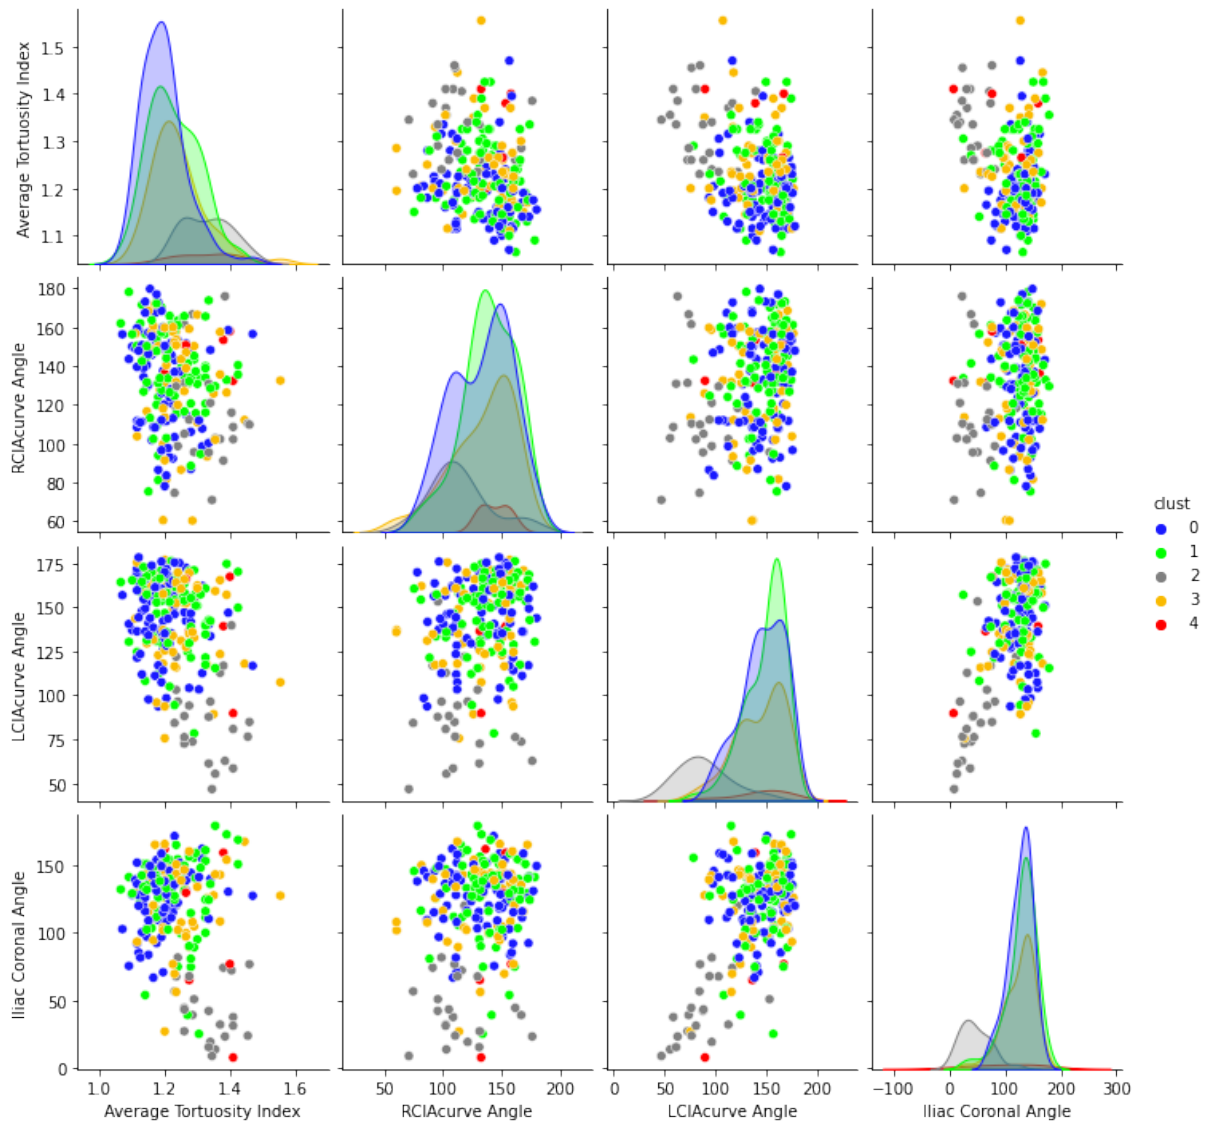 Average Tortuosity Index
1.5
1.4
1.3
1.2
1.1
RCIAcurve Angle
180
160
140
120
100
80
60
clust
0
1
2
3
4
LCIAcurve Angle
175
150
125
100
75
50
Iliac Coronal Angle
150
100
50
0
1.0 1.2 1.4 1.6
50 100 150 200
0 50 100 150 200
−100 0 100 200 300
Average Tortuosity Index
RCIAcurve Angle
LCIAcurve Angle
Iliac Coronal Angle